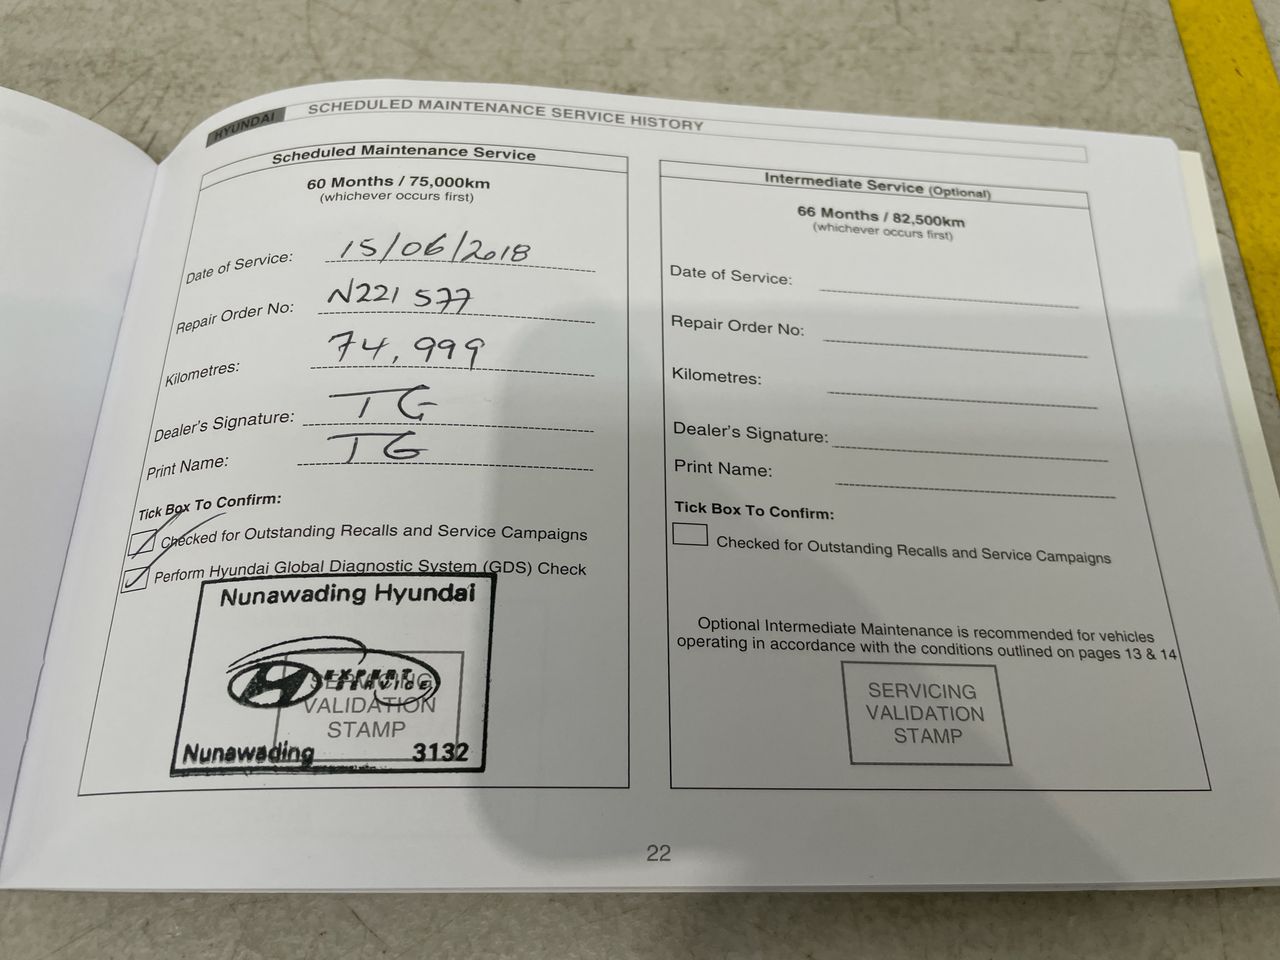 HYUNDAI SCHEDULED MAINTENANCE SERVICE HISTORY
Scheduled Maintenance Service
60 Months / 75,000km
(whichever occurs first)
Date of Service: 15/06/2018
Repair Order No: N221577
Kilometres: 74,999
Dealer's Signature: TG
Print Name: TG
Tick Box To Confirm:
Checked for Outstanding Recalls and Service Campaigns
Perform Hyundai Global Diagnostic System (GDS) Check
Nunawading Hyundai
EXPERT
SERVICE
SERVICING
VALIDATION
STAMP
Nunawading 3132
Intermediate Service (Optional)
66 Months / 82,500km
(whichever occurs first)
Date of Service:
Repair Order No:
Kilometres:
Dealer's Signature:
Print Name:
Tick Box To Confirm:
Checked for Outstanding Recalls and Service Campaigns
Optional Intermediate Maintenance is recommended for vehicles
operating in accordance with the conditions outlined on pages 13 & 14
SERVICING
VALIDATION
STAMP
22